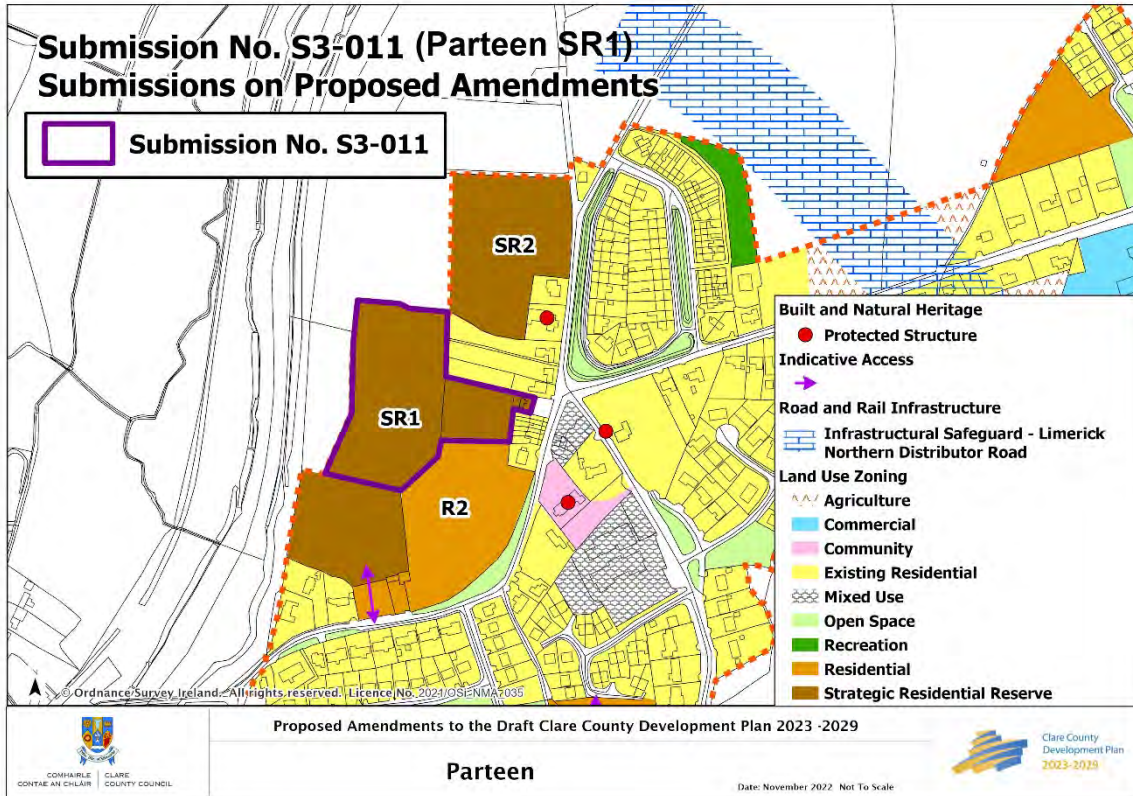 Submission No. S3-011 (Parteen SR1)
Submissions on Proposed Amendments
Submission No. S3-011
SR2
SR1
R2
Built and Natural Heritage
Protected Structure
Indicative Access
Road and Rail Infrastructure
Infrastructural Safeguard - Limerick
Northern Distributor Road
Land Use Zoning
Agriculture
Commercial
Community
Existing Residential
Mixed Use
Open Space
Recreation
Residential
Strategic Residential Reserve
© Ordnance Survey Ireland. All rights reserved. Licence No. 2021/OSi-NMA-035
COMHAIRLE
CONTAE AN CHLÁIR
CLARE
COUNTY COUNCIL
Proposed Amendments to the Draft Clare County Development Plan 2023 -2029
Parteen
Date: November 2022 Not To Scale
Clare County
Development Plan
2023-2029